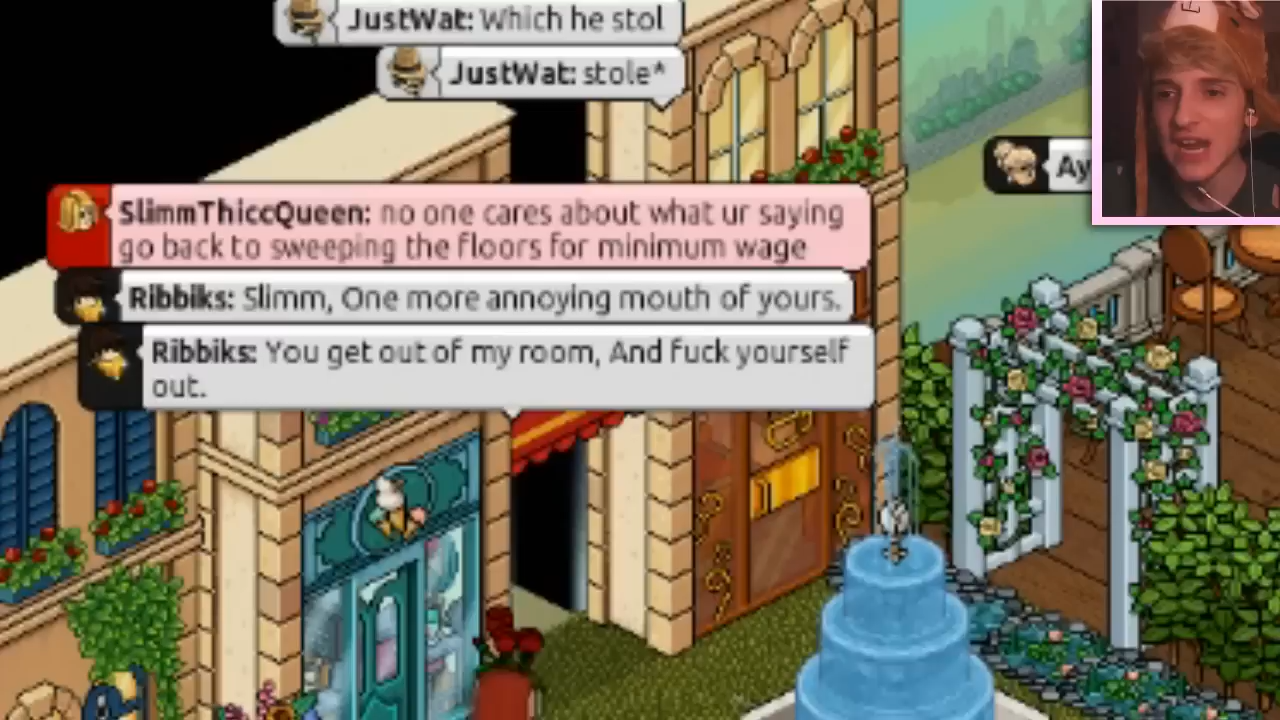 JustWat: Which he stol
JustWat: stole*
Ay
SlimmThiccQueen: no one cares about what ur saying
go back to sweeping the floors for minimum wage
Ribbiks: Slimm, One more annoying mouth of yours.
Ribbiks: You get out of my room, And fuck yourself
out.